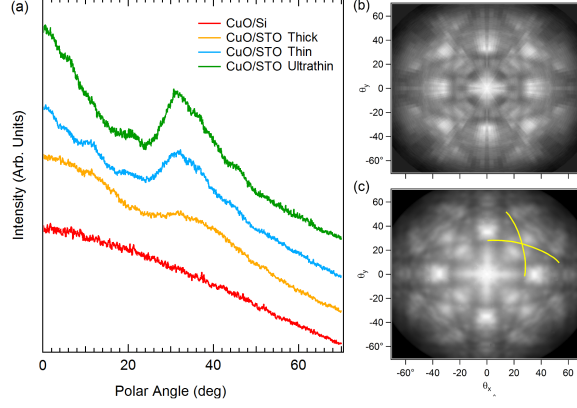 (a)
CuO/Si
CuO/STO Thick
CuO/STO Thin
CuO/STO Ultrathin
Intensity (Arb. Units)
0
20
40
60
Polar Angle (deg)
(b)
60
40
20
0
-20
-40
-60°
θy
(c)
60
40
20
0
-20
-40
-60°
θy
-60°
-40
-20
0
20
40
60
θx